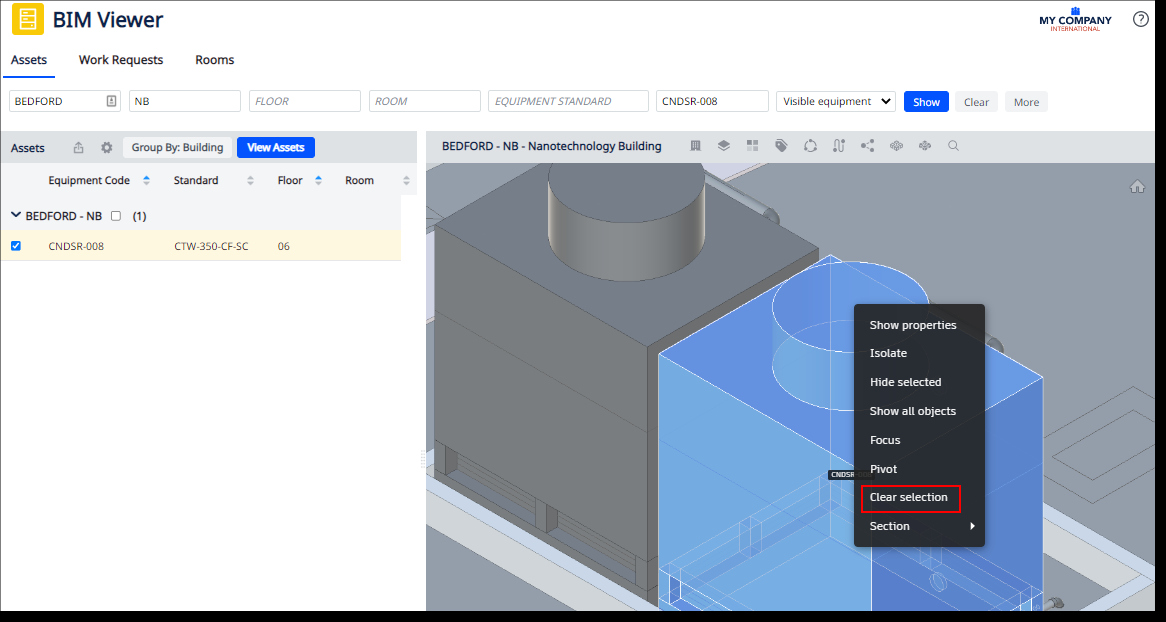 BIM Viewer
MY COMPANY
INTERNATIONAL
?
Assets Work Requests Rooms
BEDFORD NB FLOOR ROOM EQUIPMENT STANDARD CNDSR-008 Visible equipment Show Clear More
Assets Group By: Building View Assets
BEDFORD - NB - Nanotechnology Building
Equipment Code Standard Floor Room
BEDFORD - NB (1)
CNDSR-008 CTW-350-CF-SC 06
Show properties
Isolate
Hide selected
Show all objects
Focus
Pivot
Clear selection
Section